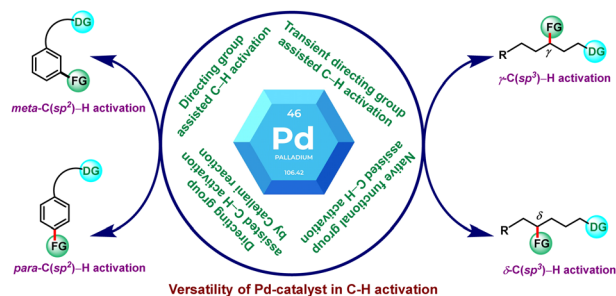 DG
FG
meta-C(sp²)–H activation
DG
FG
para-C(sp²)–H activation
Directing group
assisted C–H activation
Transient directing group
assisted C–H activation
46
Pd
PALLADIUM
106.42
Directing group
assisted C–H activation
by Catellani reaction
Native functional group
assisted C–H activation
FG
R
γ
DG
γ-C(sp³)–H activation
R
δ
DG
FG
δ-C(sp³)–H activation
Versatility of Pd-catalyst in C-H activation